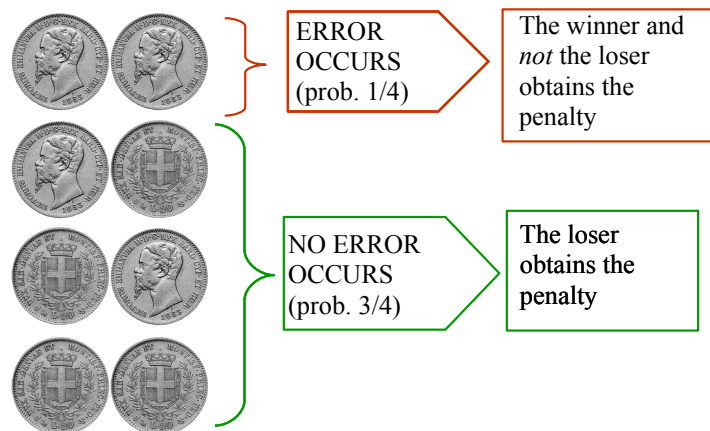 ERROR
OCCURS
(prob. 1/4)
The winner and
not the loser
obtains the
penalty
NO ERROR
OCCURS
(prob. 3/4)
The loser
obtains the
penalty